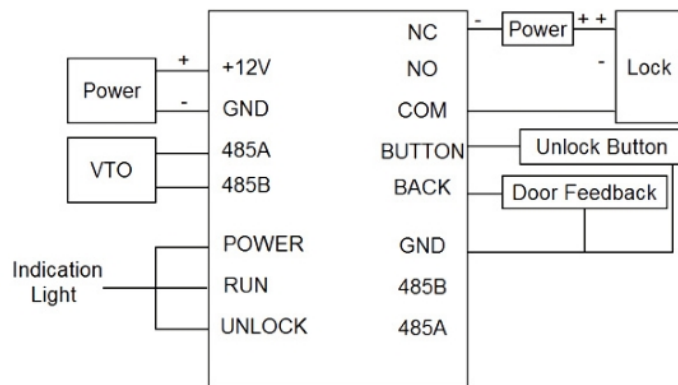 NC - Power + +
+ +12V NO - Lock
Power
- GND COM
485A BUTTON Unlock Button
VTO
485B BACK Door Feedback
POWER GND
Indication
Light RUN 485B
UNLOCK 485A